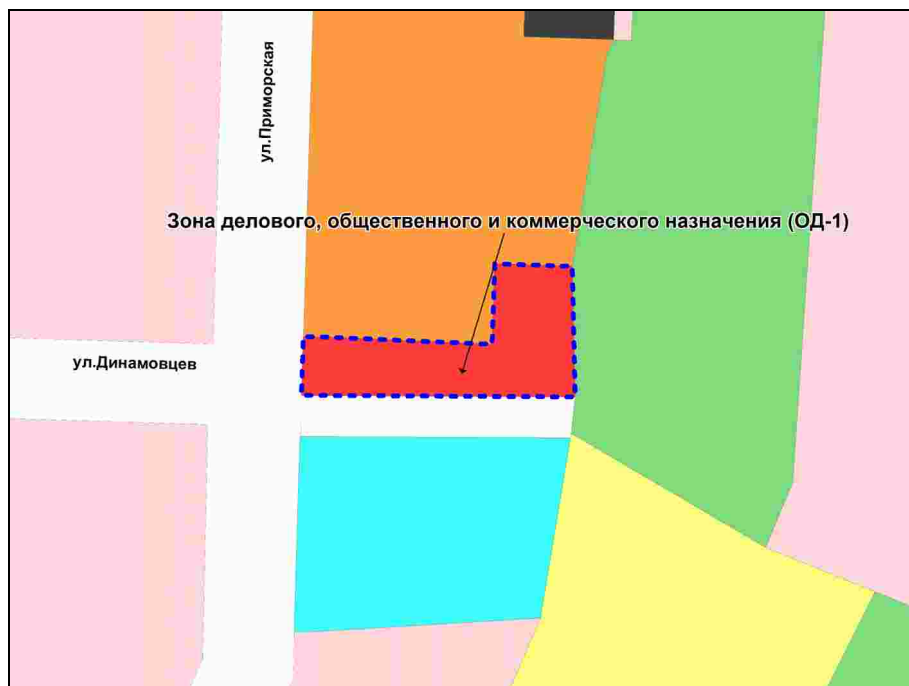 ул.Приморская
Зона делового, общественного и коммерческого назначения (ОД-1)
ул.Динамовцев